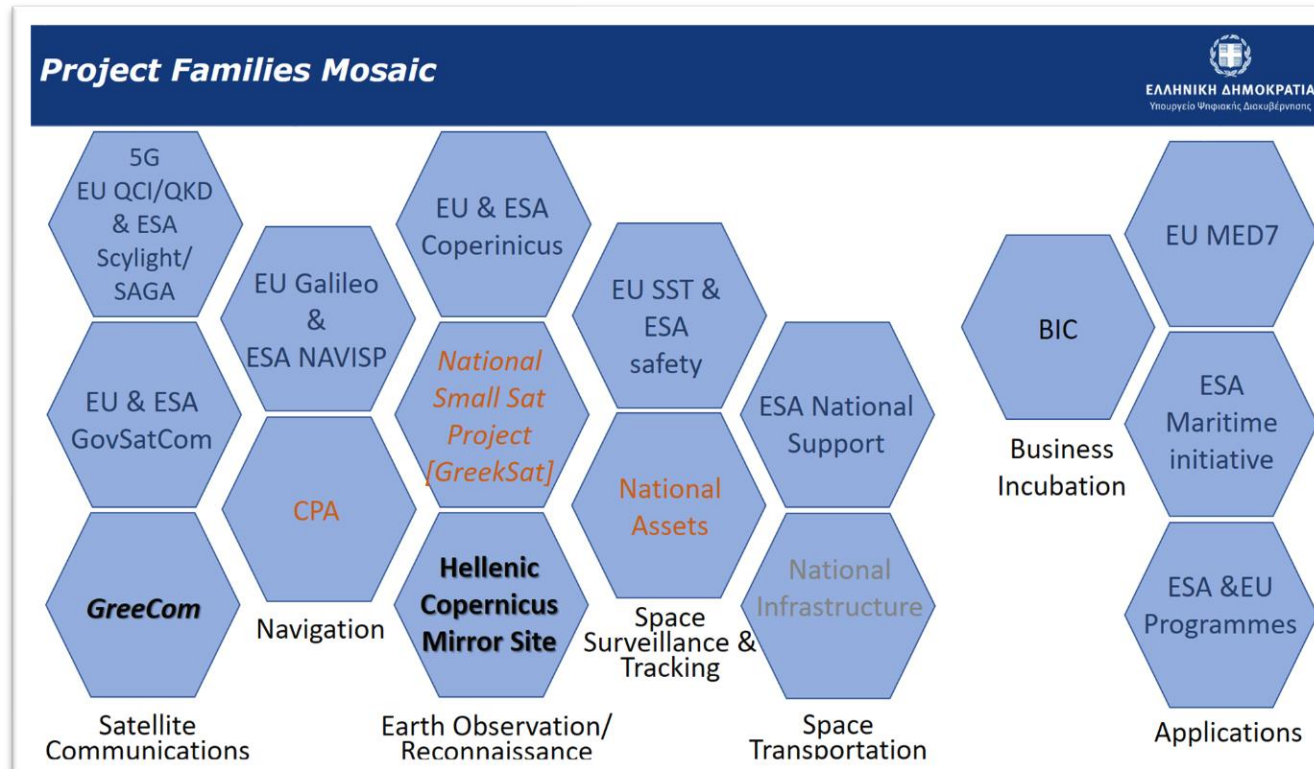 Project Families Mosaic
ΕΛΛΗΝΙΚΗ ΔΗΜΟΚΡΑΤΙΑ
Υπουργείο Ψηφιακής Διακυβέρνησης
5G
EU QCI/QKD
& ESA
Scylight/
SAGA
EU & ESA
GovSatCom
GreeCom
Satellite
Communications
EU Galileo
&
ESA NAVISP
CPA
Navigation
EU & ESA
Coperinicus
National
Small Sat
Project
[GreekSat]
Hellenic
Copernicus
Mirror Site
Earth Observation/
Reconnaissance
EU SST &
ESA
safety
National
Assets
Space
Surveillance &
Tracking
ESA National
Support
National
Infrastructure
Space
Transportation
BIC
Business
Incubation
EU MED7
ESA
Maritime
initiative
ESA &EU
Programmes
Applications